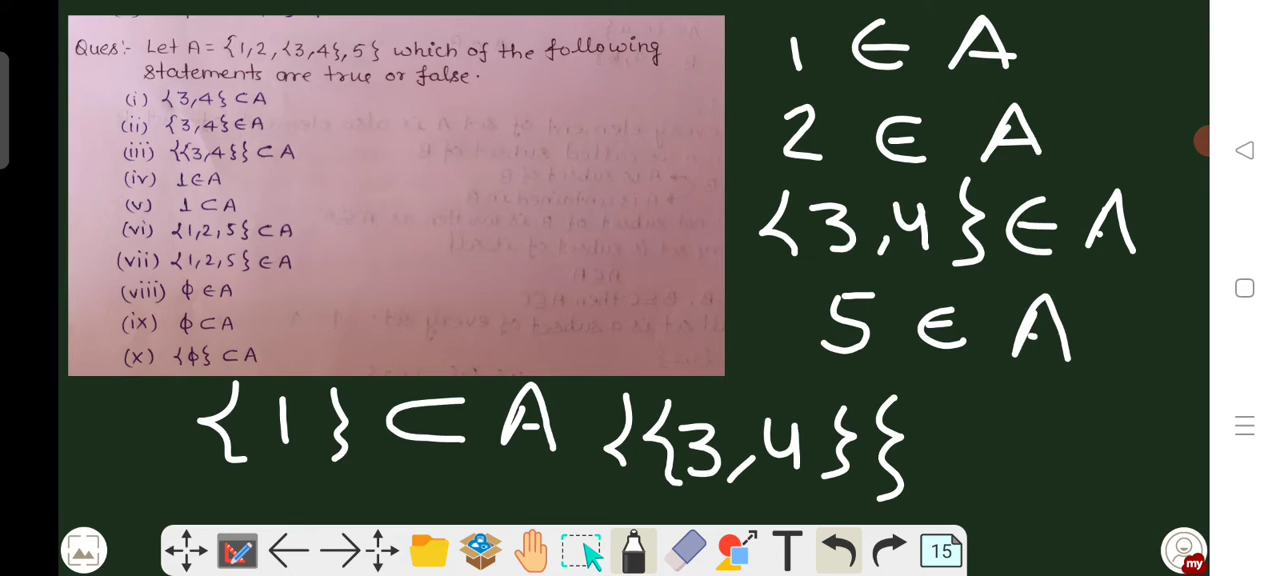 Ques:- Let A = {1, 2, {3, 4}, 5} which of the following
statements are true or false.
(i) {3, 4} ⊂ A
(ii) {3, 4} ∈ A
(iii) {{3, 4}} ⊂ A
(iv) 1 ∈ A
(v) 1 ⊂ A
(vi) {1, 2, 5} ⊂ A
(vii) {1, 2, 5} ∈ A
(viii) ϕ ∈ A
(ix) ϕ ⊂ A
(x) {ϕ} ⊂ A
1 ∈ A
2 ∈ A
{3, 4} ∈ A
5 ∈ A
{1} ⊂ A {{3, 4}}
T
15
my